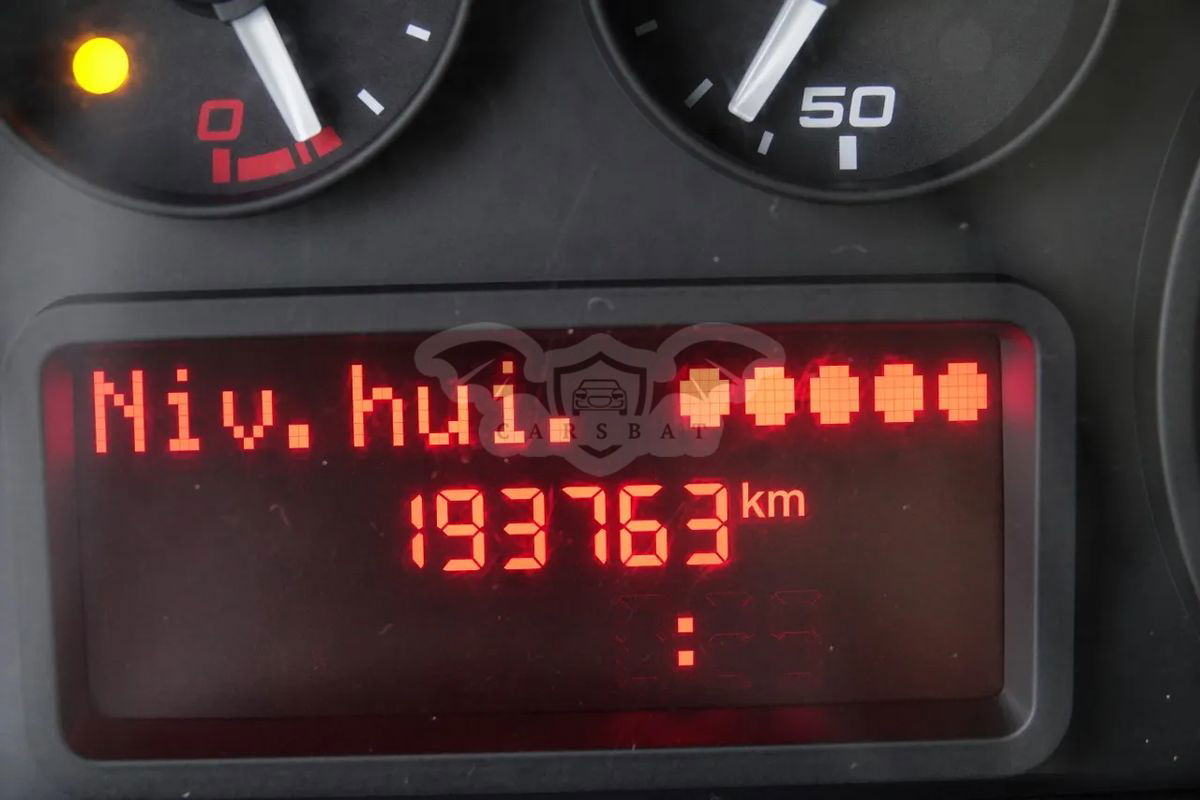 0
50
Niv.hui. ●●●●●
CARSBAT
193763 km
: